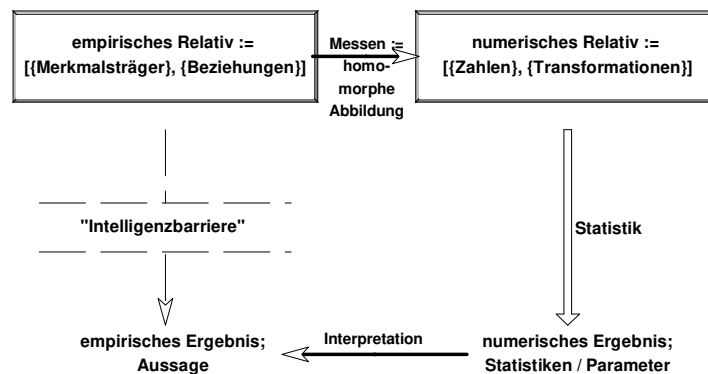 empirisches Relativ :=
[{Merkmalsträger}, {Beziehungen}]
Messen :=
homo-
morphe
Abbildung
numerisches Relativ :=
[{Zahlen}, {Transformationen}]
"Intelligenzbarriere"
Statistik
empirisches Ergebnis;
Aussage
Interpretation
numerisches Ergebnis;
Statistiken / Parameter